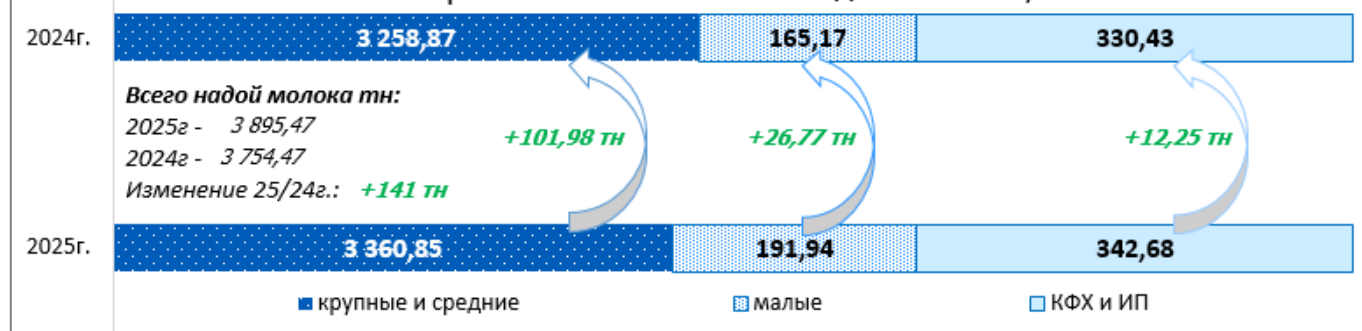 2024г.
3 258,87 165,17 330,43
Всего надой молока тн:
2025г - 3 895,47
2024г - 3 754,47
Изменение 25/24г.: +141 тн
+101,98 тн +26,77 тн +12,25 тн
2025г.
3 360,85 191,94 342,68
крупные и средние малые КФХ и ИП